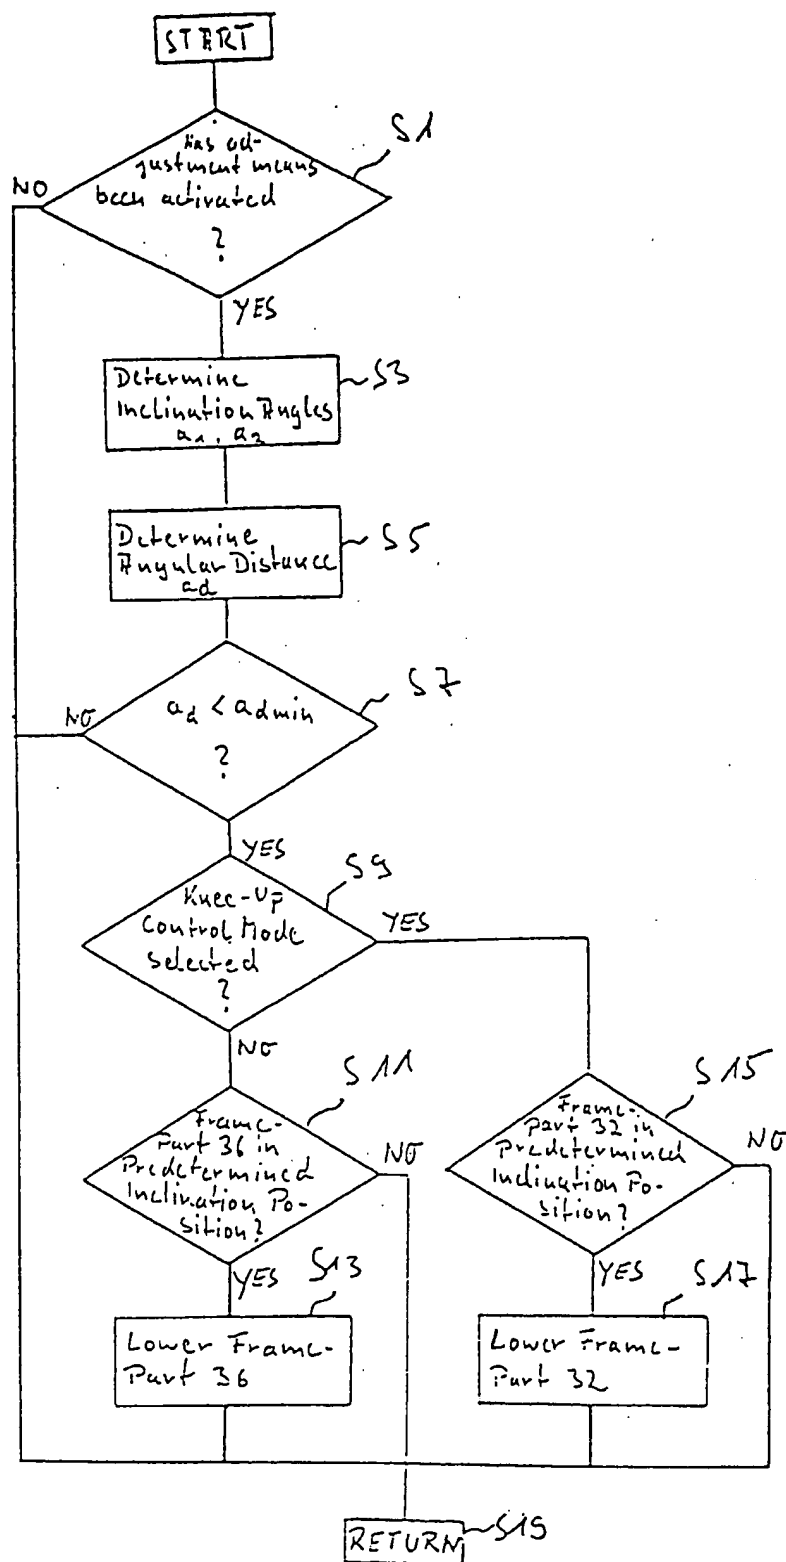 START
Has ad-
justment means
been activated
?
S1
NO
YES
Determine
Inclination Angles
a1, a2
S3
Determine
Angular Distance
ad
S5
ad < admin
?
S7
NO
YES
Knee-Up
Control Mode
selected
?
S9
YES
NO
Frame-
Part 36 in
Predetermined
Inclination Po-
sition?
S11
NO
YES
Frame-
Part 32 in
Predetermined
Inclination Po-
sition?
S15
NO
YES
Lower Frame-
Part 36
S13
Lower Frame-
Part 32
S17
RETURN
S19